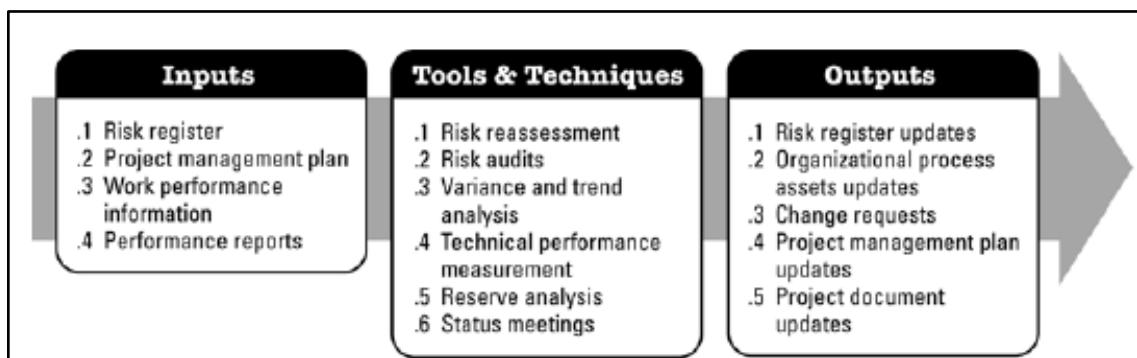 Inputs
.1 Risk register
.2 Project management plan
.3 Work performance
information
.4 Performance reports
Tools & Techniques
.1 Risk reassessment
.2 Risk audits
.3 Variance and trend
analysis
.4 Technical performance
measurement
.5 Reserve analysis
.6 Status meetings
Outputs
.1 Risk register updates
.2 Organizational process
assets updates
.3 Change requests
.4 Project management plan
updates
.5 Project document
updates